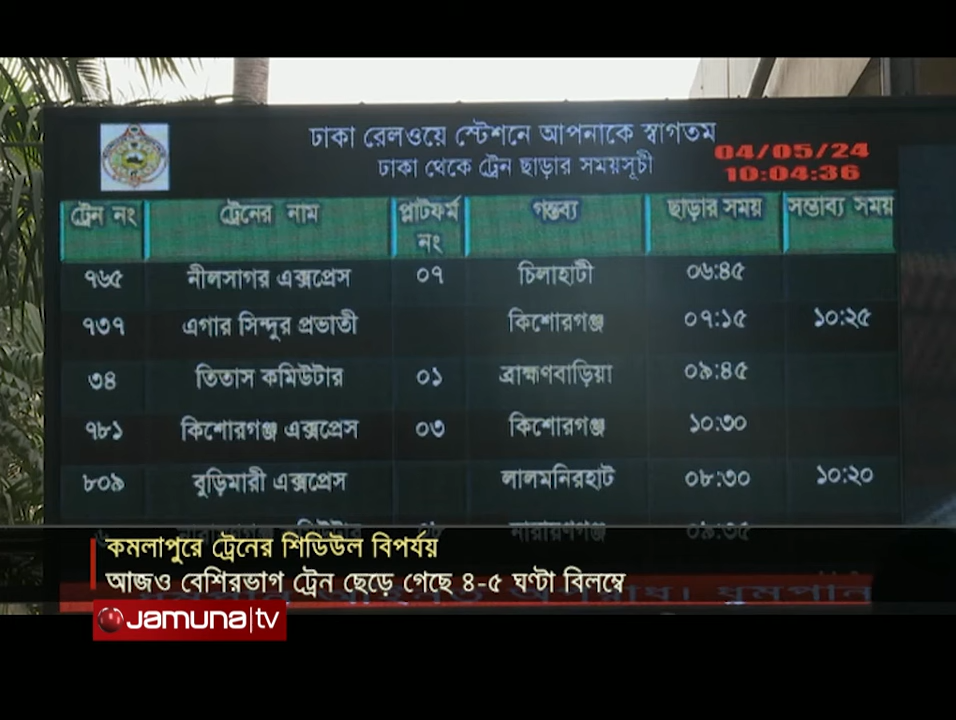 ঢাকা রেলওয়ে স্টেশনে আপনাকে স্বাগতম
ঢাকা থেকে ট্রেন ছাড়ার সময়সূচী
04/05/24
10:04:36
ট্রেন নং ট্রেনের নাম প্লাটফর্ম নং গন্তব্য ছাড়ার সময় সম্ভাব্য সময়
৭৬৫ নীলসাগর এক্সপ্রেস ০৭ চিলাহাটী ০৬:৪৫
৭৩৭ এগার সিন্দুর প্রভাতী কিশোরগঞ্জ ০৭:১৫ ১০:২৫
৩৪ তিতাস কমিউটার ০১ ব্রাহ্মণবাড়িয়া ০৯:৪৫
৭৮১ কিশোরগঞ্জ এক্সপ্রেস ০৩ কিশোরগঞ্জ ১০:৩০
৮০৯ বুড়িমারী এক্সপ্রেস লালমনিরহাট ০৮:৩০ ১০:২০
নারায়ণগঞ্জ ০৯:৩৫
কমলাপুরে ট্রেনের শিডিউল বিপর্যয়
আজও বেশিরভাগ ট্রেন ছেড়ে গেছে ৪-৫ ঘণ্টা বিলম্বে
Jamuna|tv